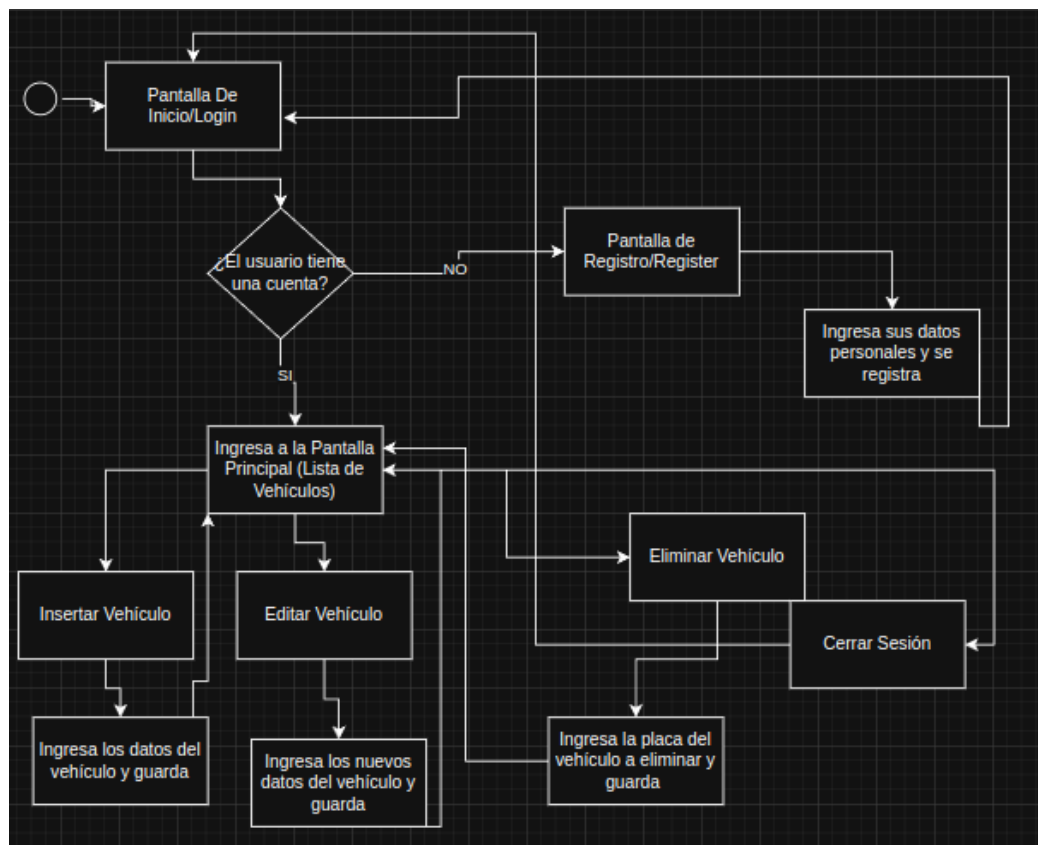 Pantalla De
Inicio/Login
¿El usuario tiene
una cuenta?
NO
Pantalla de
Registro/Register
Ingresa sus datos
personales y se
registra
SI
Ingresa a la Pantalla
Principal (Lista de
Vehículos)
Eliminar Vehículo
Insertar Vehículo
Editar Vehículo
Cerrar Sesión
Ingresa los datos del
vehículo y guarda
Ingresa los nuevos
datos del vehículo y
guarda
Ingresa la placa del
vehículo a eliminar y
guarda